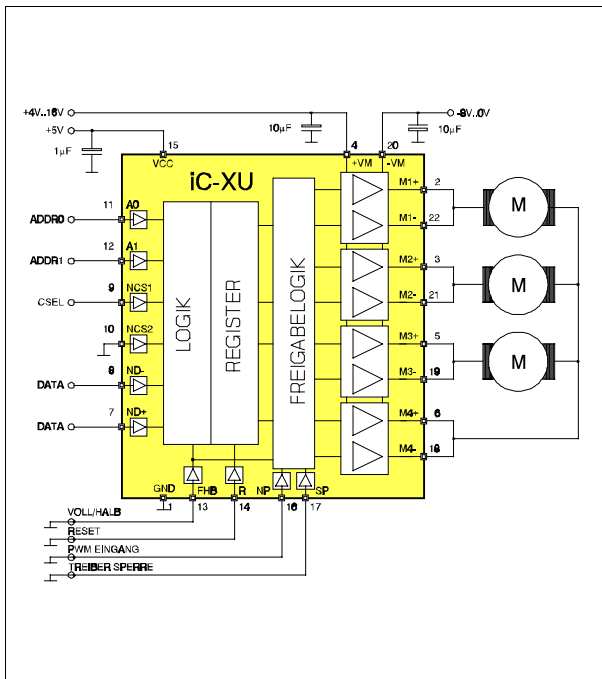 +4V..16V
-8V..0V
+5V
10µF
10µF
1µF
15
4
20
VCC
+VM
-VM
iC-XU
M1+
2
11
A0
ADDR0
M
M1-
22
12
A1
ADDR1
M2+
3
9
NCS1
CSEL
M
M2-
21
10
NCS2
LOGIK
REGISTER
FREIGABELOGIK
M3+
5
8
ND-
DATA
M
M3-
19
7
ND+
DATA
M4+
6
M4-
18
GND
FHB
R
NP
SP
1
13
14
16
17
VOLL/HALB
RESET
PWM EINGANG
TREIBER SPERRE